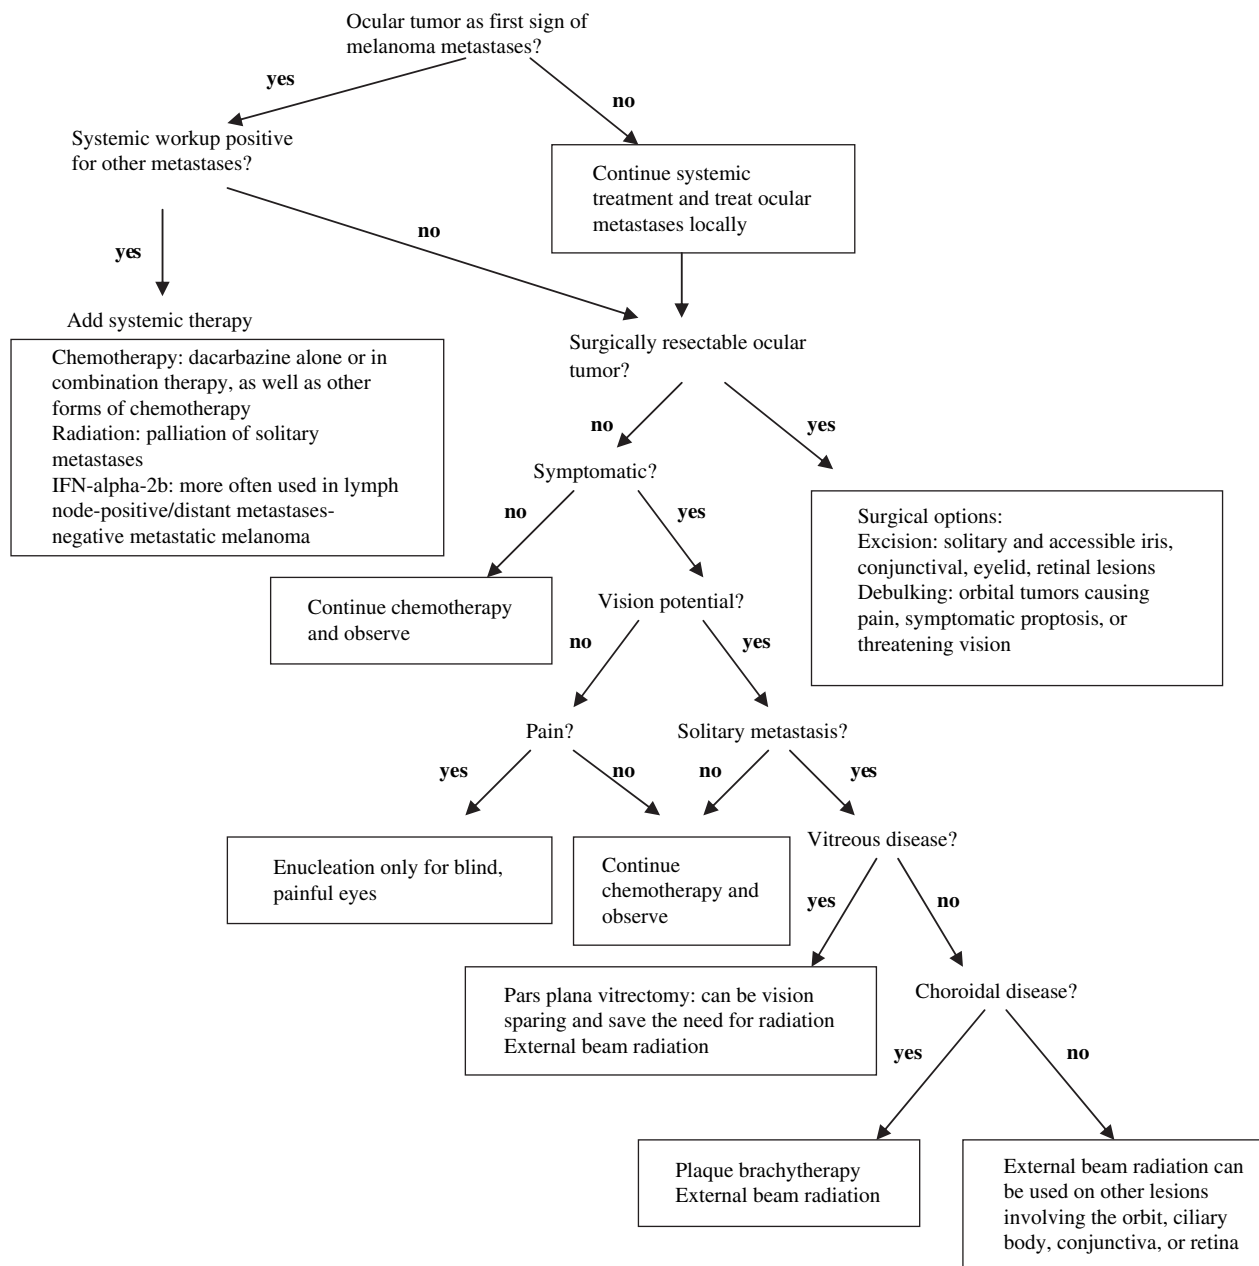 Ocular tumor as first sign of
melanoma metastases?
yes
no
Systemic workup positive
for other metastases?
Continue systemic
treatment and treat ocular
metastases locally
yes
no
Add systemic therapy
Chemotherapy: dacarbazine alone or in
combination therapy, as well as other
forms of chemotherapy
Radiation: palliation of solitary
metastases
IFN-alpha-2b: more often used in lymph
node-positive/distant metastases-
negative metastatic melanoma
Surgically resectable ocular
tumor?
no
yes
Symptomatic?
Surgical options:
Excision: solitary and accessible iris,
conjunctival, eyelid, retinal lesions
Debulking: orbital tumors causing
pain, symptomatic proptosis, or
threatening vision
no
yes
Continue chemotherapy
and observe
Vision potential?
no
yes
Pain?
Solitary metastasis?
yes
no
no
yes
Enucleation only for blind,
painful eyes
Continue
chemotherapy and
observe
Vitreous disease?
yes
no
Pars plana vitrectomy: can be vision
sparing and save the need for radiation
External beam radiation
Choroidal disease?
yes
no
Plaque brachytherapy
External beam radiation
External beam radiation can
be used on other lesions
involving the orbit, ciliary
body, conjunctiva, or retina